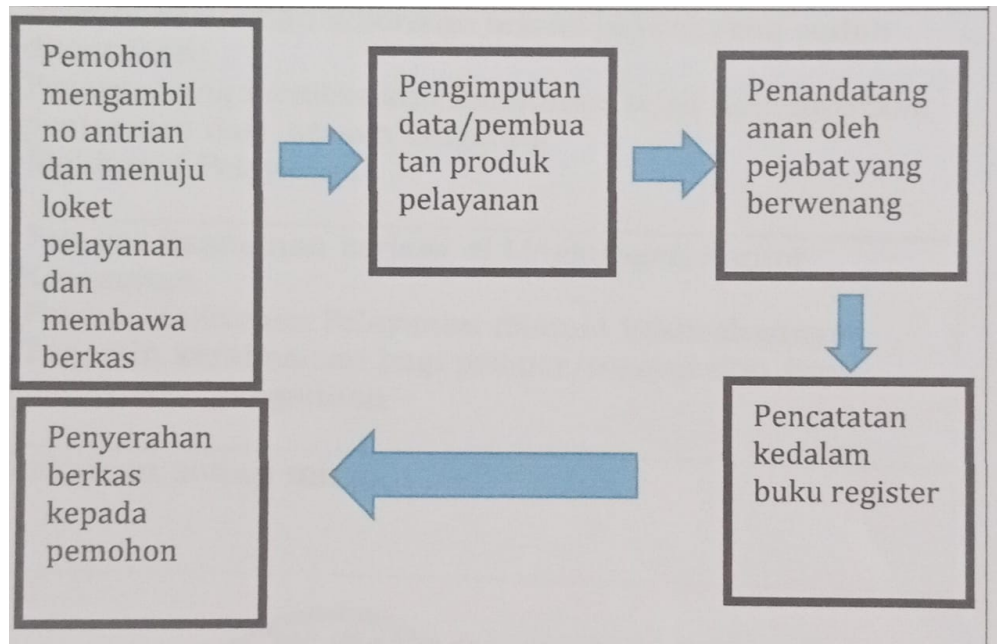 Pemohon
mengambil
no antrian
dan menuju
loket
pelayanan
dan
membawa
berkas
Pengimputan
data/pembua
tan produk
pelayanan
Penandatang
anan oleh
pejabat yang
berwenang
Pencatatan
kedalam
buku register
Penyerahan
berkas
kepada
pemohon